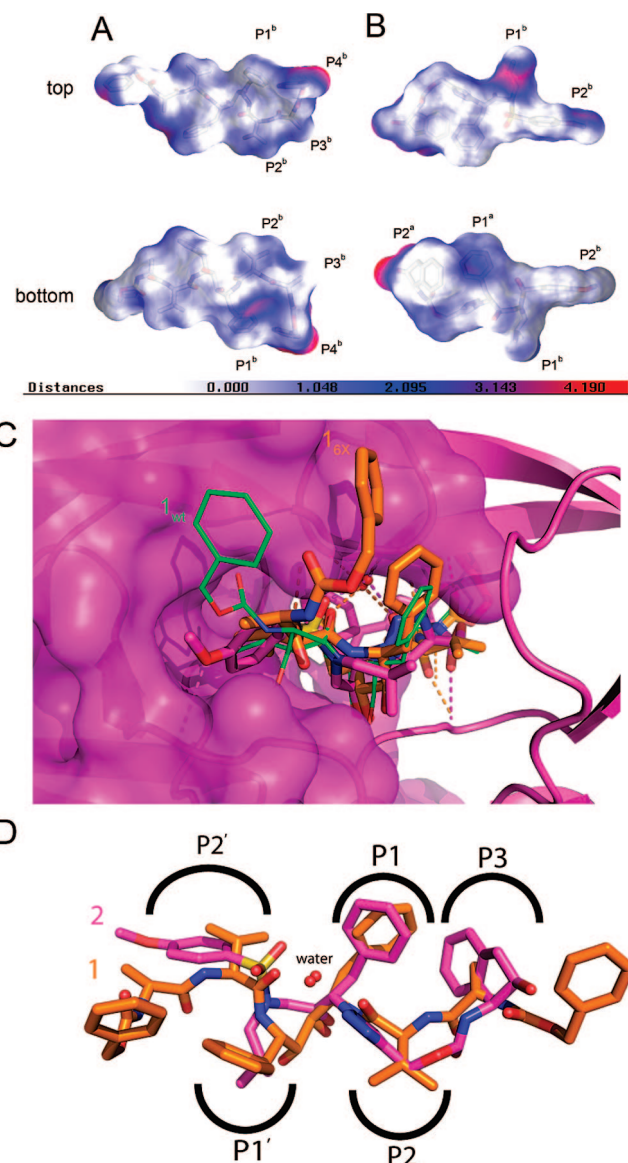 A
B
P1ᵇ
P4ᵇ
P1ᵇ
top
P2ᵇ
P3ᵇ
P2ᵇ
P2ᵇ
P3ᵇ
P2ᵃ
P1ᵃ
P2ᵇ
bottom
P4ᵇ
P1ᵇ
P1ᵇ
Distances 0.000 1.048 2.095 3.143 4.190
C
1₆ₓ
1wt
D
P2′
P1
P3
2
water
1
P1′
P2